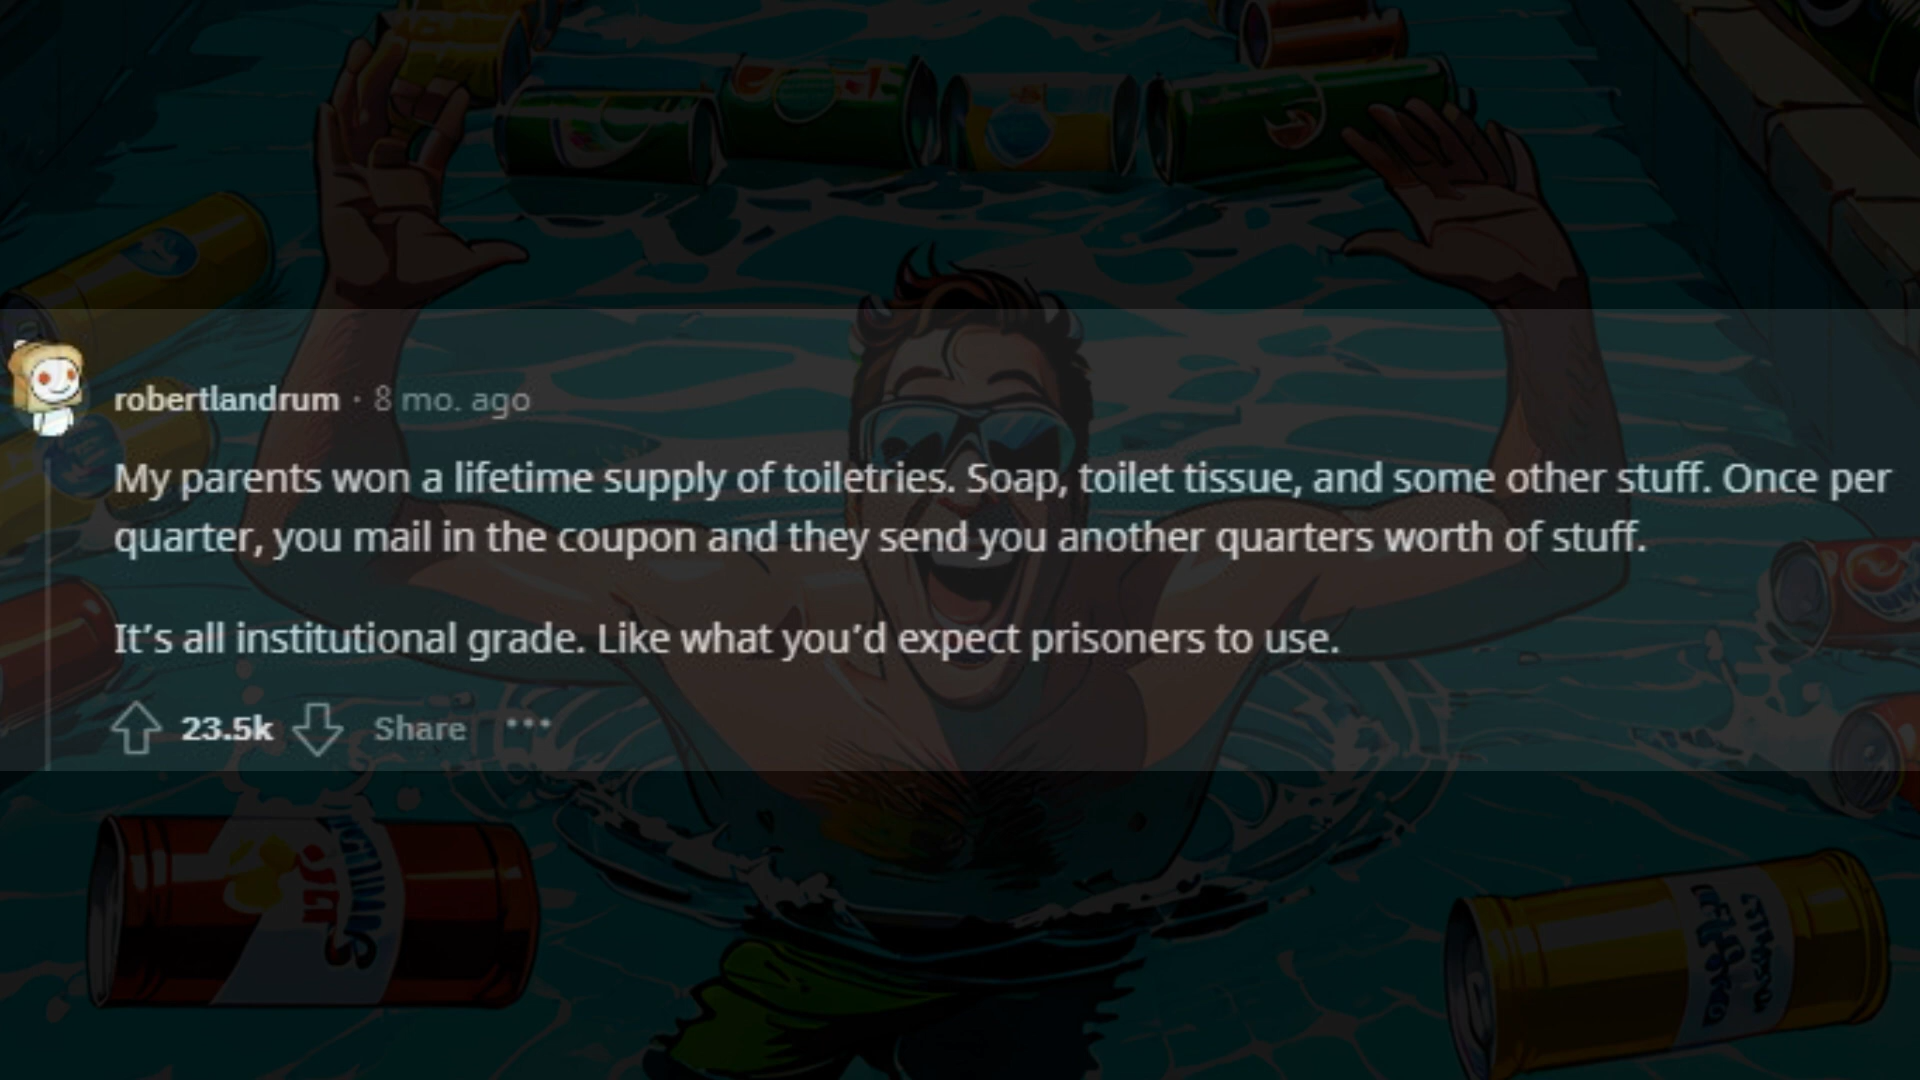 robertlandrum · 8 mo. ago
My parents won a lifetime supply of toiletries. Soap, toilet tissue, and some other stuff. Once per
quarter, you mail in the coupon and they send you another quarters worth of stuff.
It’s all institutional grade. Like what you’d expect prisoners to use.
23.5k Share ···